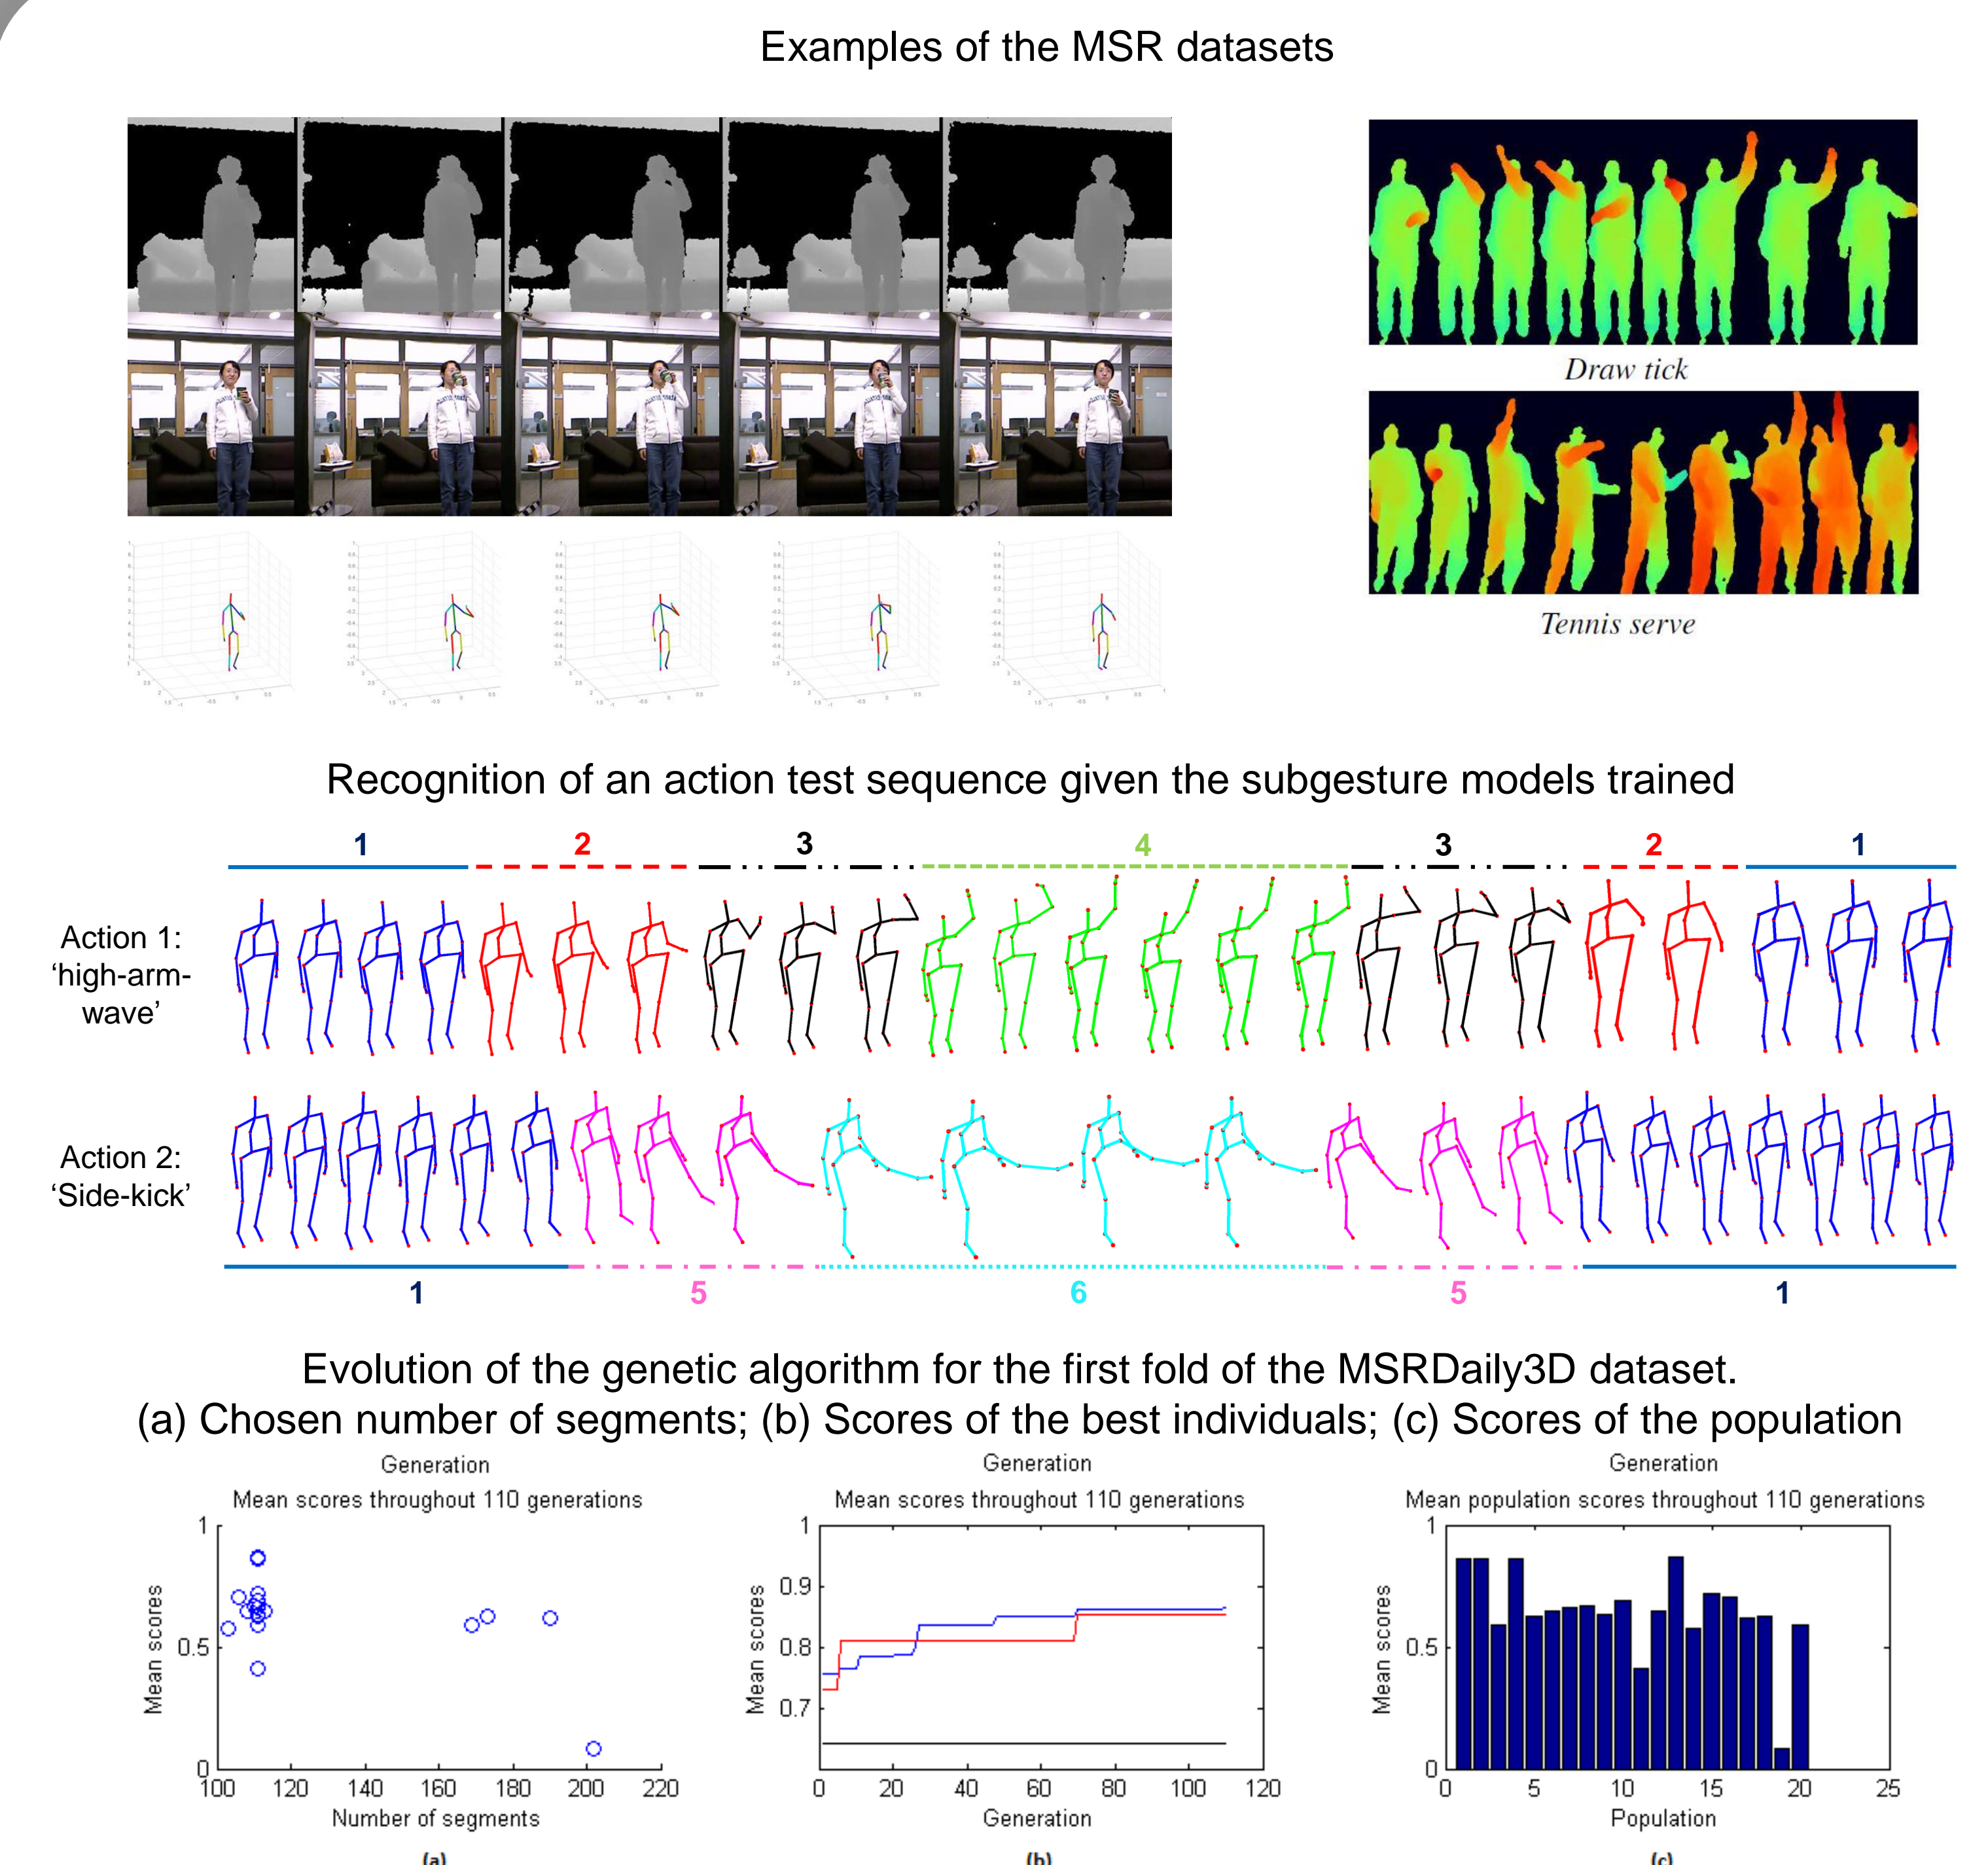 Examples of the MSR datasets
Draw tick
Tennis serve
Recognition of an action test sequence given the subgesture models trained
1 2 3 4 3 2 1
Action 1:
‘high-arm-
wave’
Action 2:
‘Side-kick’
1 5 6 5 1
Evolution of the genetic algorithm for the first fold of the MSRDaily3D dataset.
(a) Chosen number of segments; (b) Scores of the best individuals; (c) Scores of the population
Generation
Mean scores throughout 110 generations
Mean scores
1
0.5
0
100 120 140 160 180 200 220
Number of segments
(a)
Generation
Mean scores throughout 110 generations
Mean scores
1
0.9
0.8
0.7
0 20 40 60 80 100 120
Generation
(b)
Generation
Mean population scores throughout 110 generations
Mean scores
1
0.5
0
0 5 10 15 20 25
Population
(c)